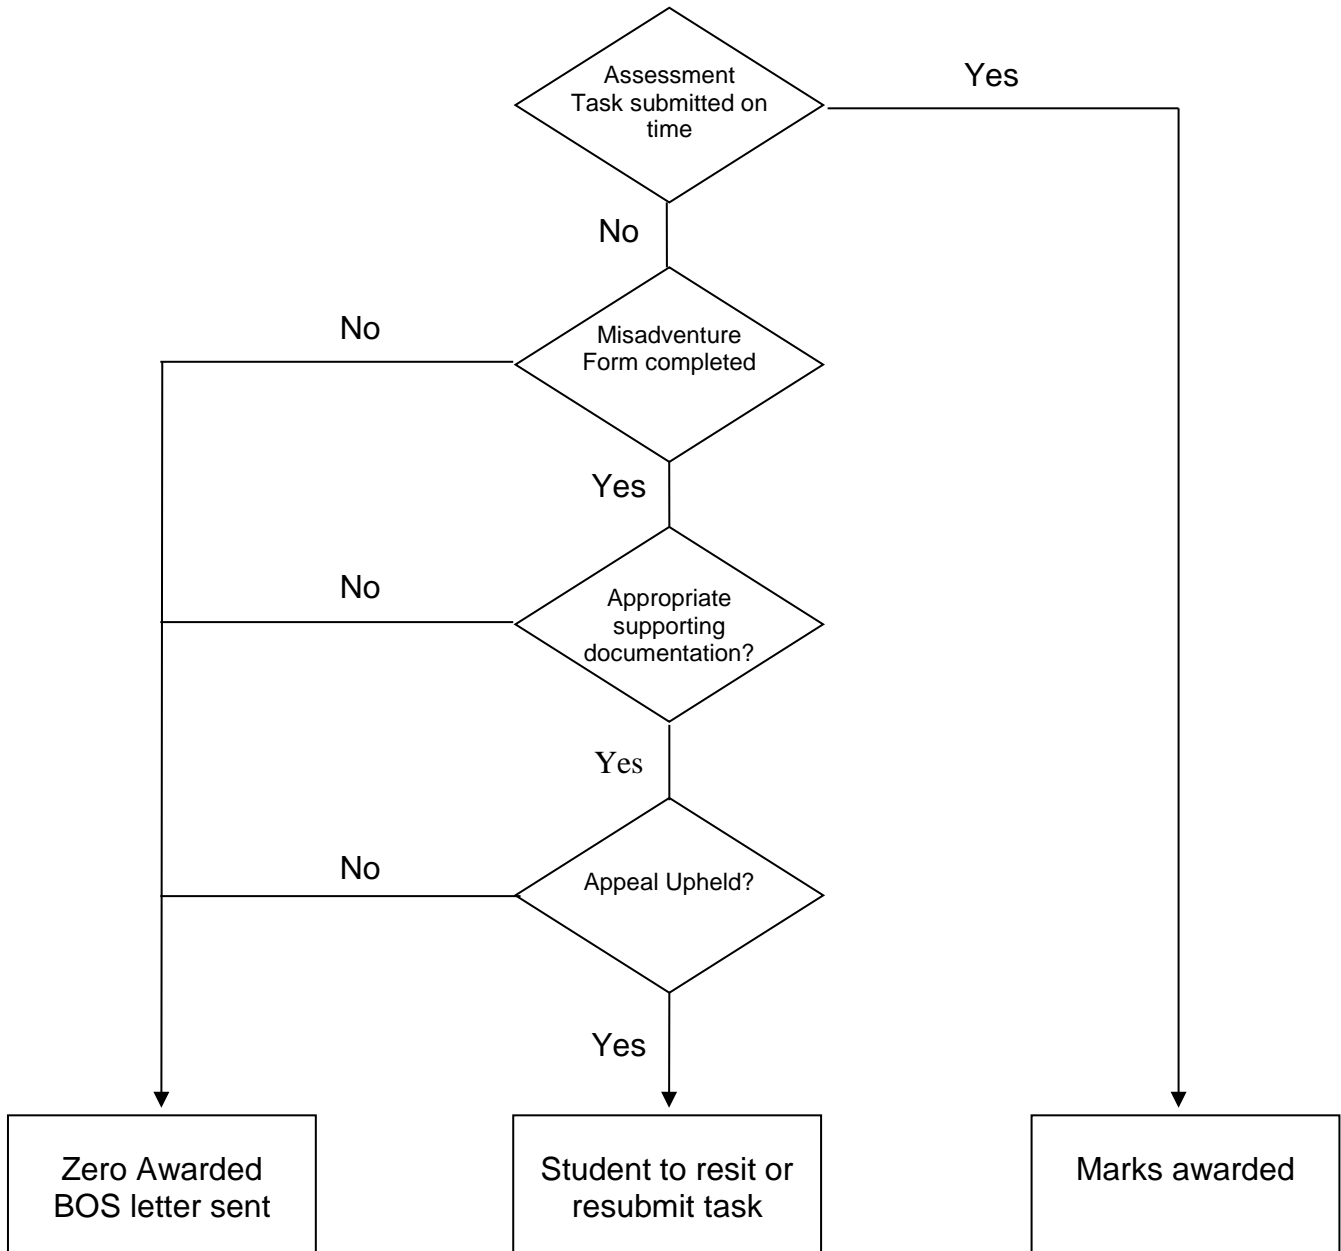 Assessment
Task submitted on
time
Yes
No
No
Misadventure
Form completed
Yes
No
Appropriate
supporting
documentation?
Yes
No
Appeal Upheld?
Yes
Zero Awarded
BOS letter sent
Student to resit or
resubmit task
Marks awarded